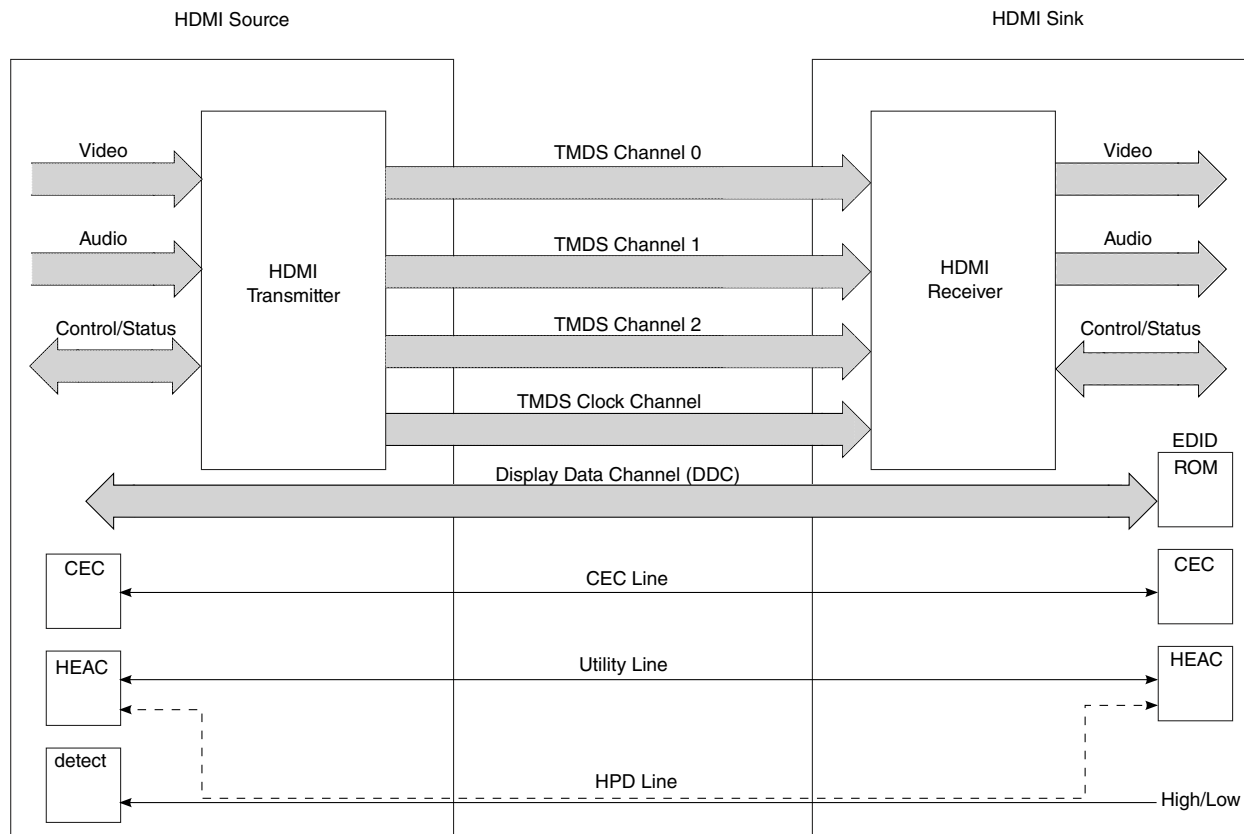 HDMI Source
HDMI Sink
Video
TMDS Channel 0
Video
Audio
TMDS Channel 1
Audio
HDMI
Transmitter
HDMI
Receiver
Control/Status
TMDS Channel 2
Control/Status
TMDS Clock Channel
EDID
ROM
Display Data Channel (DDC)
CEC
CEC Line
CEC
HEAC
Utility Line
HEAC
detect
HPD Line
High/Low